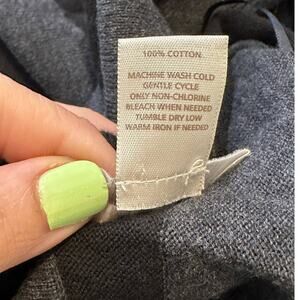 100% COTTON
MACHINE WASH COLD
GENTLE CYCLE
ONLY NON-CHLORINE
BLEACH WHEN NEEDED
TUMBLE DRY LOW
WARM IRON IF NEEDED